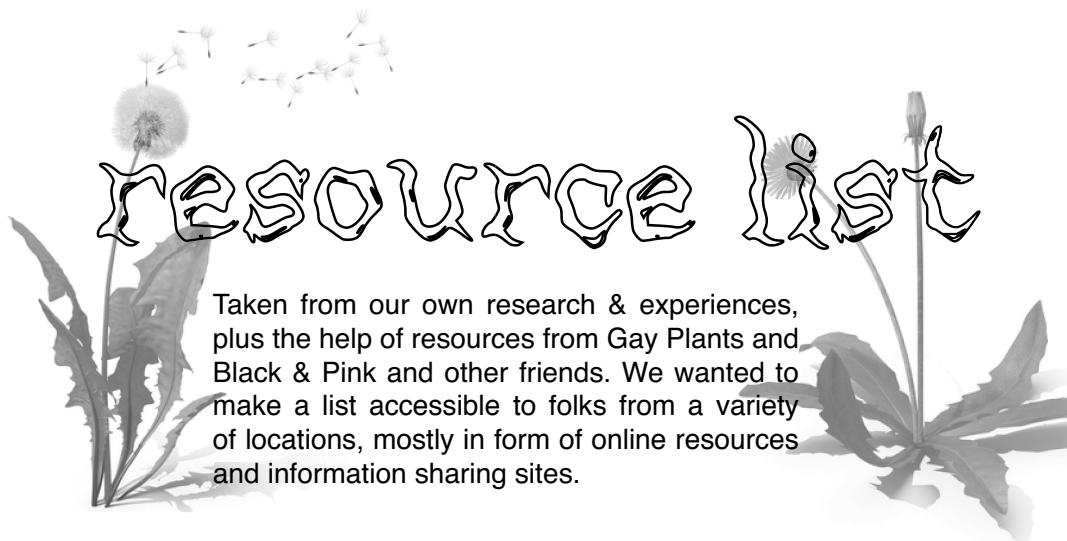 resource list
Taken from our own research & experiences,
plus the help of resources from Gay Plants and
Black & Pink and other friends. We wanted to
make a list accessible to folks from a variety
of locations, mostly in form of online resources
and information sharing sites.